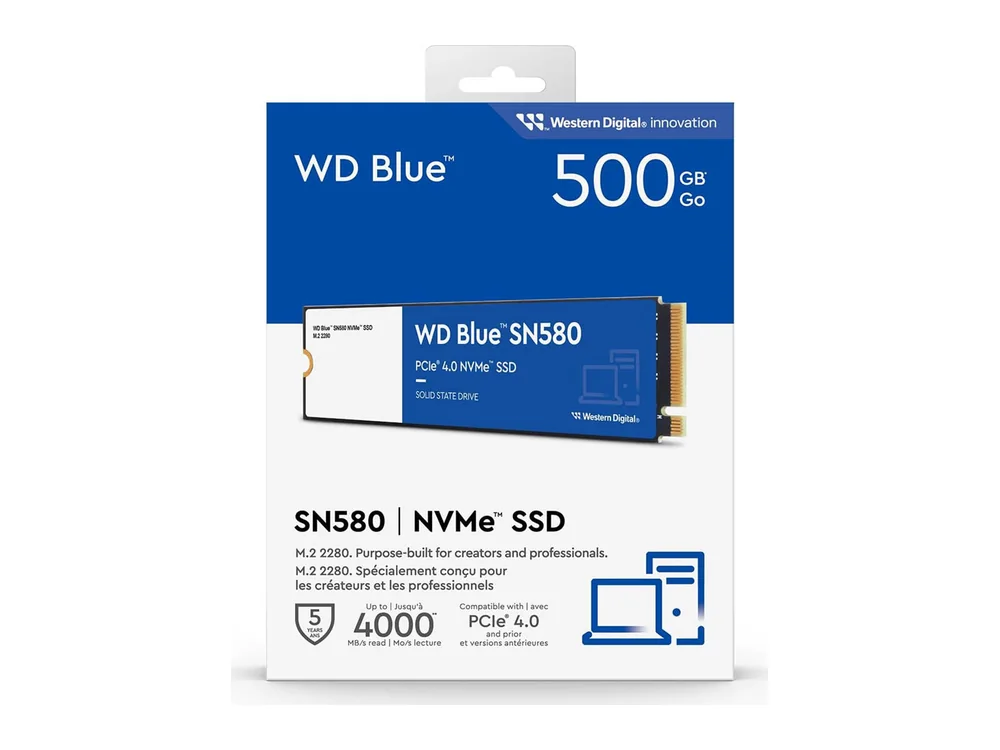 Western Digital® innovation
WD Blue™
500 GB*
Go
WD Blue™ SN580 NVMe™ SSD
M.2 2280
WD Blue™ SN580
PCIe® 4.0 NVMe™ SSD
SOLID STATE DRIVE
Western Digital®
SN580 | NVMe™ SSD
M.2 2280. Purpose-built for creators and professionals.
M.2 2280. Spécialement conçu pour
les créateurs et les professionnels
5
YEARS
ANS
Up to | Jusqu'à
4000**
MB/s read | Mo/s lecture
Compatible with | avec
PCIe® 4.0
and prior
et versions antérieures